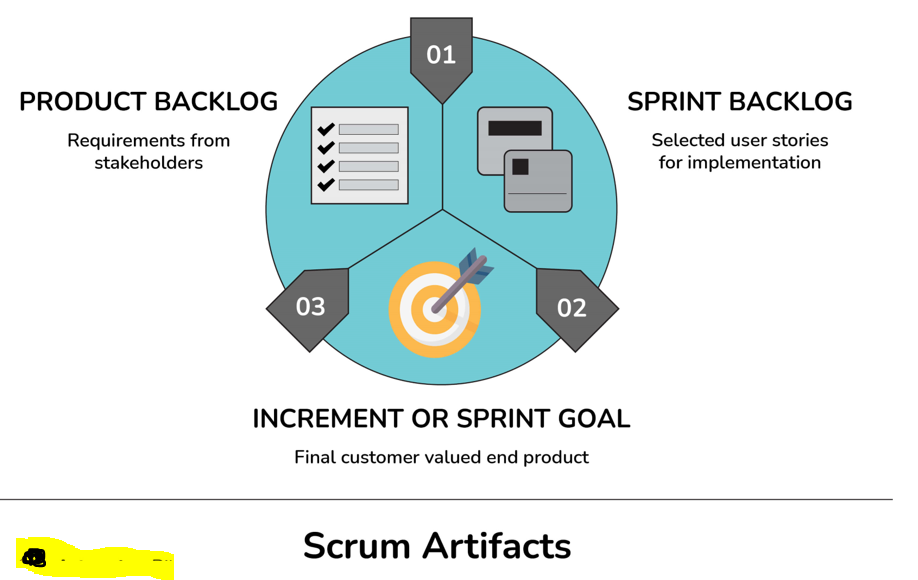 01
PRODUCT BACKLOG
Requirements from
stakeholders
SPRINT BACKLOG
Selected user stories
for implementation
03
02
INCREMENT OR SPRINT GOAL
Final customer valued end product
Scrum Artifacts